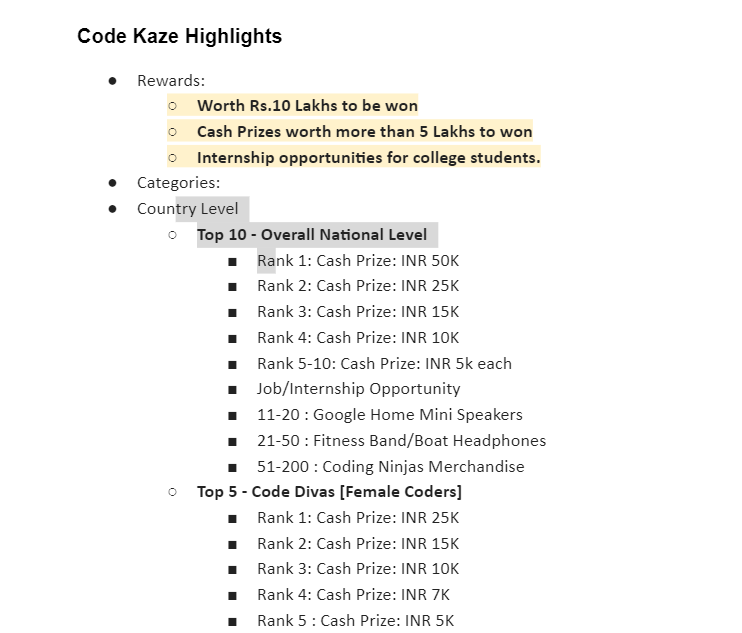 Code Kaze Highlights
● Rewards:
○ Worth Rs.10 Lakhs to be won
○ Cash Prizes worth more than 5 Lakhs to won
○ Internship opportunities for college students.
● Categories:
● Country Level
○ Top 10 - Overall National Level
■ Rank 1: Cash Prize: INR 50K
■ Rank 2: Cash Prize: INR 25K
■ Rank 3: Cash Prize: INR 15K
■ Rank 4: Cash Prize: INR 10K
■ Rank 5-10: Cash Prize: INR 5k each
■ Job/Internship Opportunity
■ 11-20 : Google Home Mini Speakers
■ 21-50 : Fitness Band/Boat Headphones
■ 51-200 : Coding Ninjas Merchandise
○ Top 5 - Code Divas [Female Coders]
■ Rank 1: Cash Prize: INR 25K
■ Rank 2: Cash Prize: INR 15K
■ Rank 3: Cash Prize: INR 10K
■ Rank 4: Cash Prize: INR 7K
■ Rank 5 : Cash Prize: INR 5K